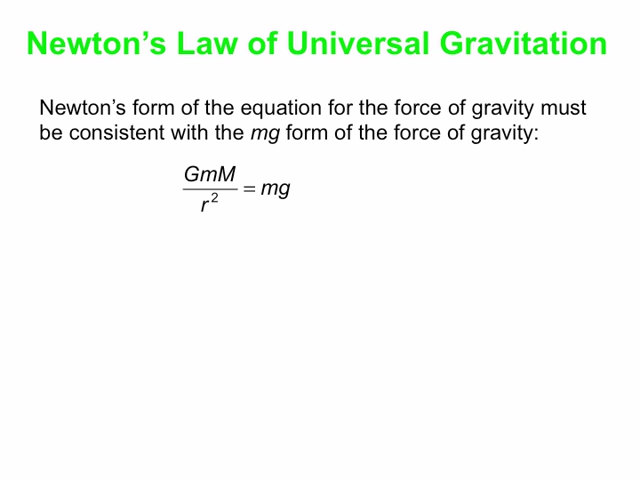 Newton’s Law of Universal Gravitation
Newton’s form of the equation for the force of gravity must
be consistent with the mg form of the force of gravity:
GmM / r² = mg